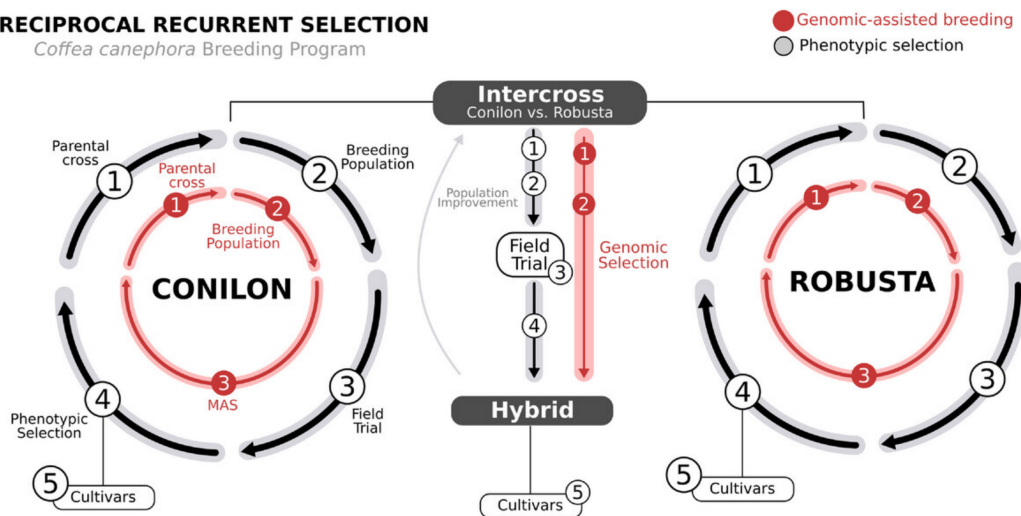 RECIPROCAL RECURRENT SELECTION
Coffea canephora Breeding Program
Genomic-assisted breeding
Phenotypic selection
Intercross
Conilon vs. Robusta
Parental
cross
1
Breeding
Population
2
Parental
cross
1
2
Breeding
Population
CONILON
3
MAS
3
Field
Trial
4
Phenotypic
Selection
5
Cultivars
1
2
Population
Improvement
Field
Trial
3
4
1
2
Genomic
Selection
Hybrid
Cultivars
5
1
2
1
2
ROBUSTA
3
3
4
5
Cultivars